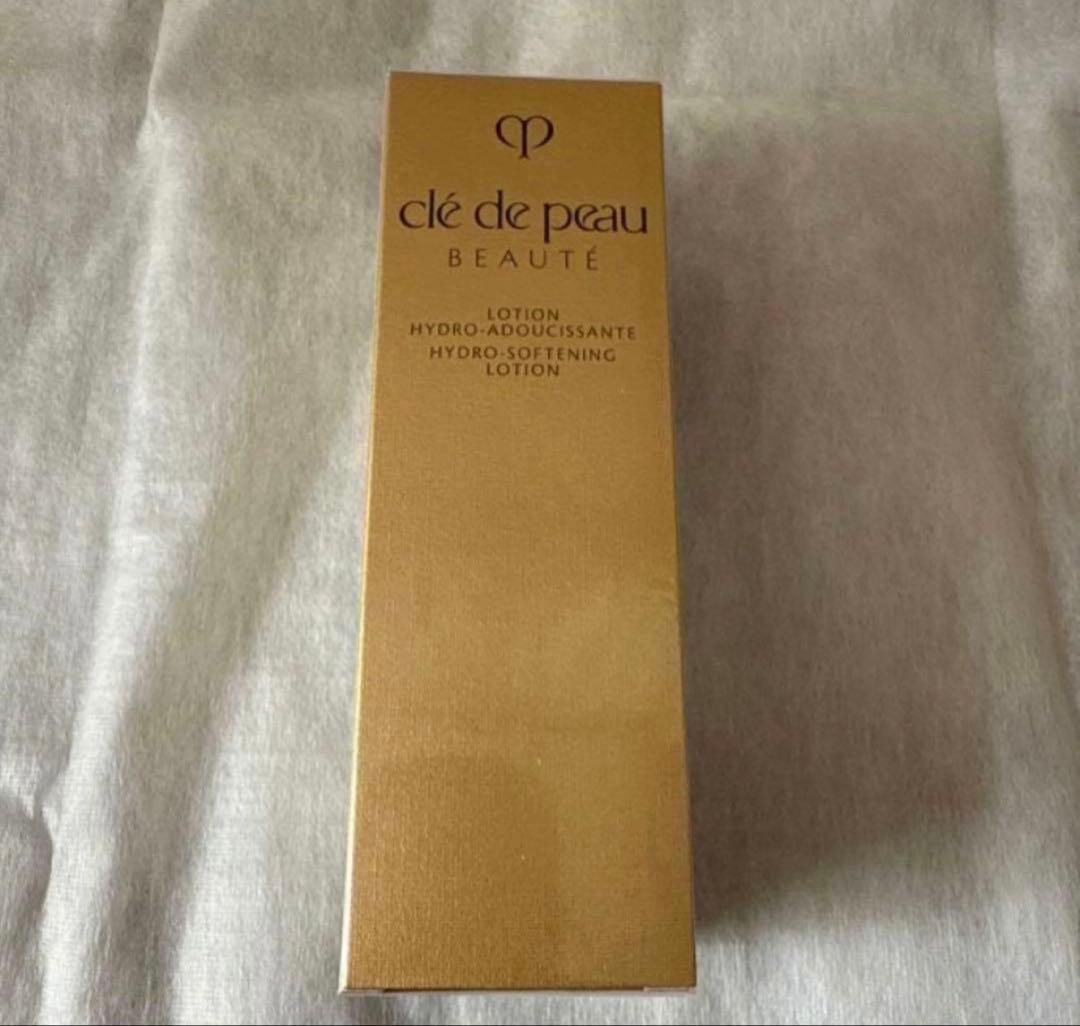 clé de peau
BEAUTÉ
LOTION
HYDRO-ADOUCISSANTE
HYDRO-SOFTENING
LOTION